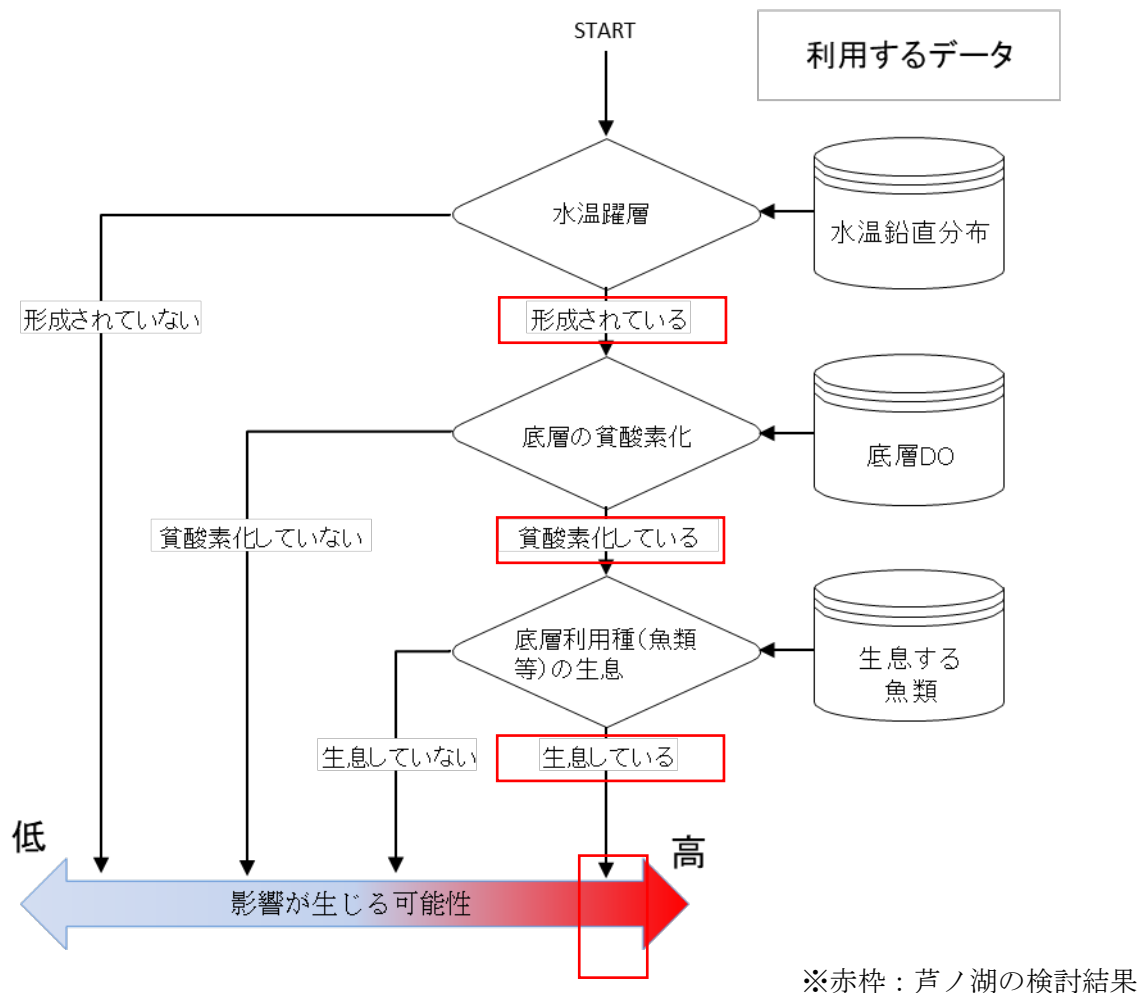 START
利用するデータ
水温躍層
水温鉛直分布
形成されていない
形成されている
底層の貧酸素化
底層DO
貧酸素化していない
貧酸素化している
底層利用種(魚類
等)の生息
生息する
魚類
生息していない
生息している
低
高
影響が生じる可能性
※赤枠：芦ノ湖の検討結果